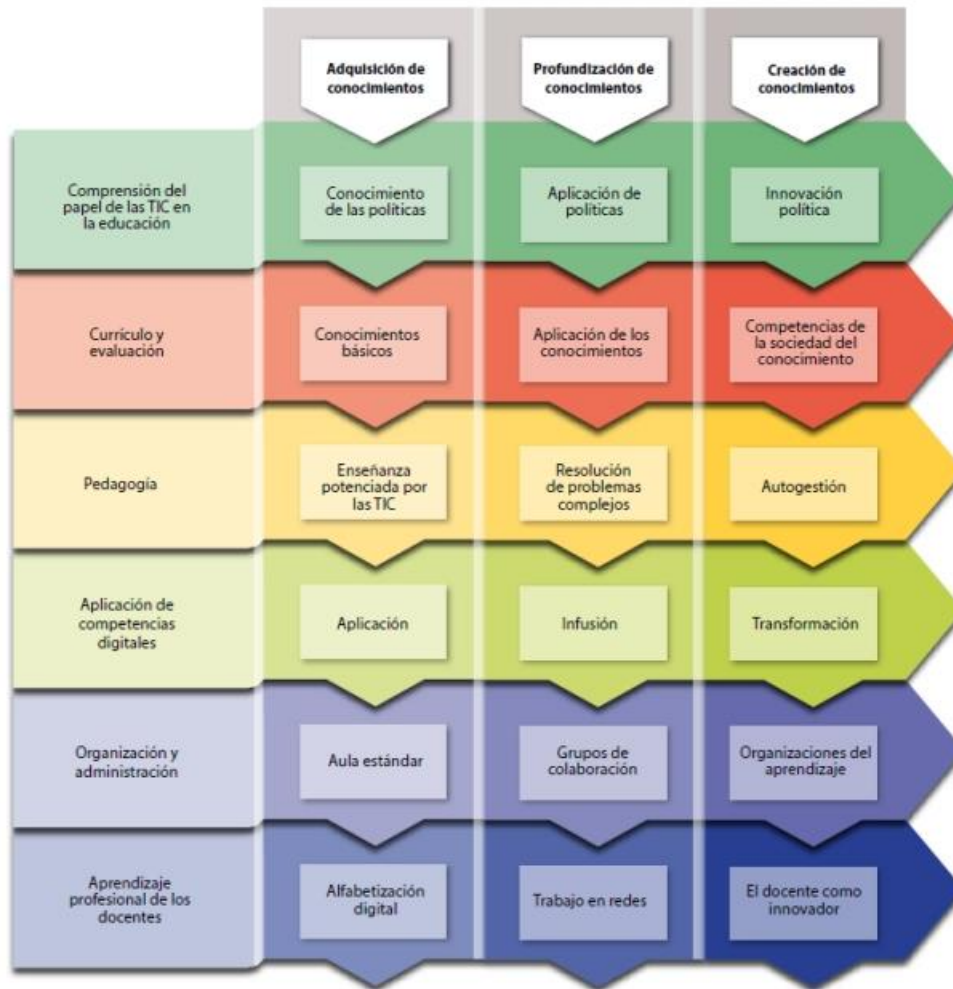 Adquisición de
conocimientos
Profundización de
conocimientos
Creación de
conocimientos
Comprensión del
papel de las TIC en
la educación
Conocimiento
de las políticas
Aplicación de
políticas
Innovación
política
Currículo y
evaluación
Conocimientos
básicos
Aplicación de los
conocimientos
Competencias de
la sociedad del
conocimiento
Pedagogía
Enseñanza
potenciada por
las TIC
Resolución
de problemas
complejos
Autogestión
Aplicación de
competencias
digitales
Aplicación
Infusión
Transformación
Organización y
administración
Aula estándar
Grupos de
colaboración
Organizaciones del
aprendizaje
Aprendizaje
profesional de los
docentes
Alfabetización
digital
Trabajo en redes
El docente como
innovador